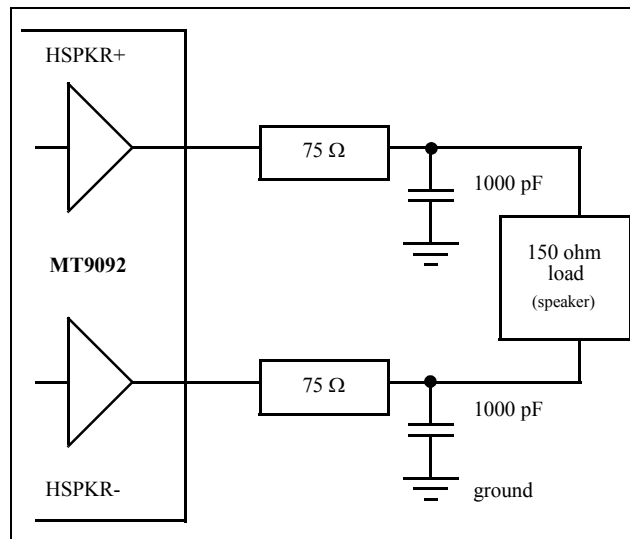 HSPKR+
75 Ω
1000 pF
MT9092
150 ohm
load
(speaker)
75 Ω
1000 pF
HSPKR-
ground